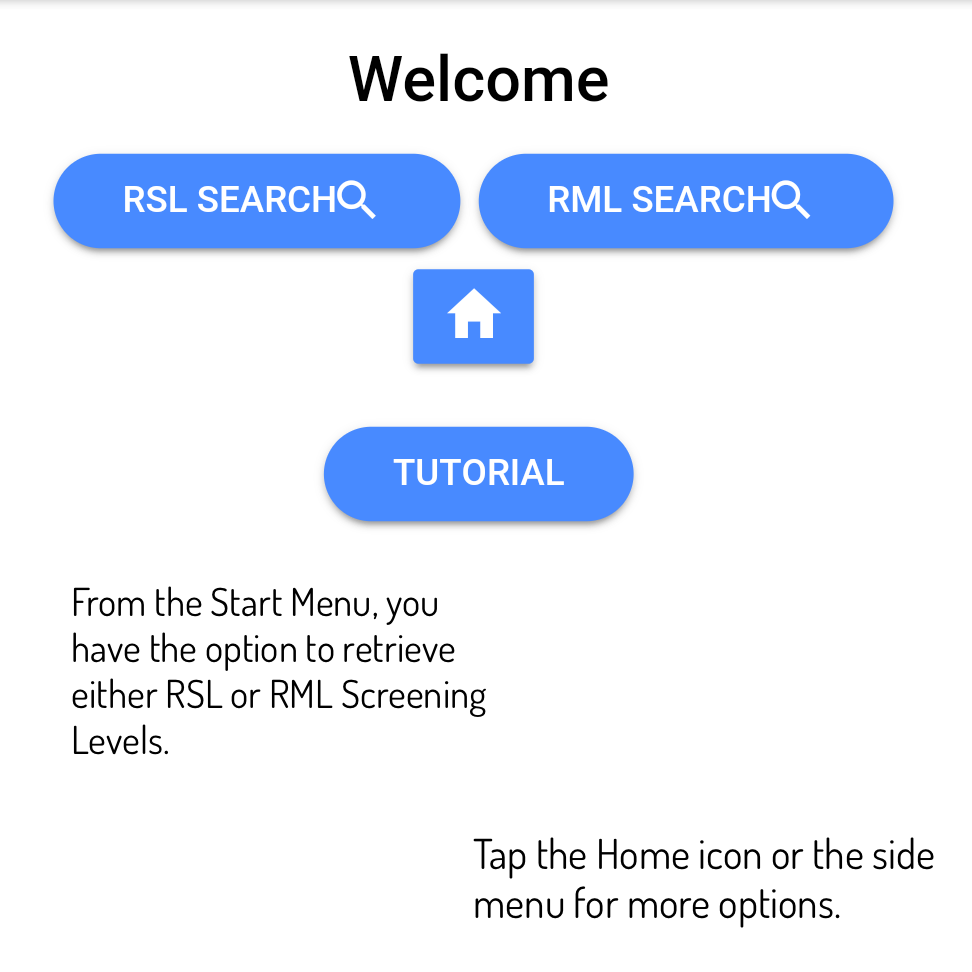 Welcome
RSL SEARCH
RML SEARCH
TUTORIAL
From the Start Menu, you
have the option to retrieve
either RSL or RML Screening
Levels.
Tap the Home icon or the side
menu for more options.